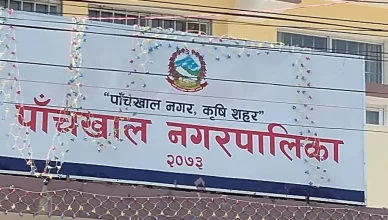 “पाँचखाल नगर, कृषि शहर”
पाँचखाल नगरपालिका
२०७३